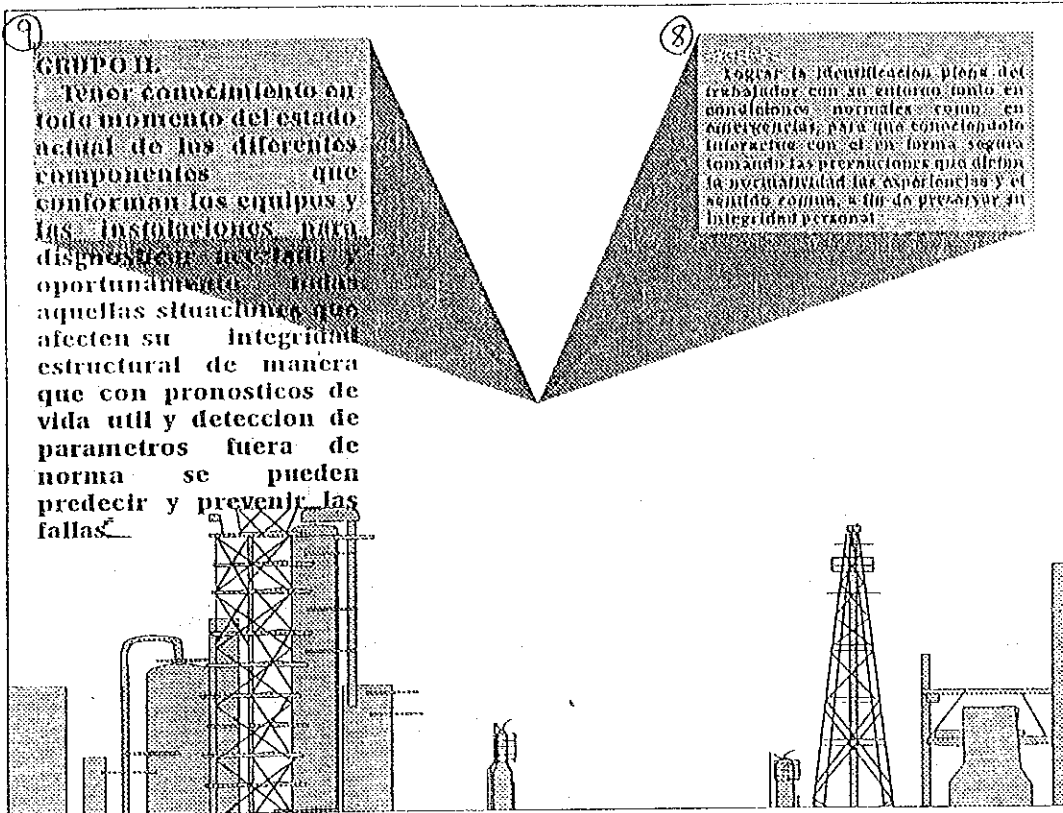 9
GRUPO II.
Tener conocimiento en
todo momento del estado
actual de los diferentes
componentes que
conforman los equipos y
las instalaciones para
diagnosticar acertada y
oportunamente todas
aquellas situaciones que
afecten su integridad
estructural de manera
que con pronosticos de
vida util y deteccion de
parametros fuera de
norma se pueden
predecir y prevenir las
fallas
8
Lograr la identificacion plena del
trabajador con su entorno tanto en
condiciones normales como en
emergencias, para que conociendolo
interactue con el en forma segura
tomando las precauciones que dictan
la normatividad las experiencias y el
sentido comun, a fin de preservar su
integridad personal